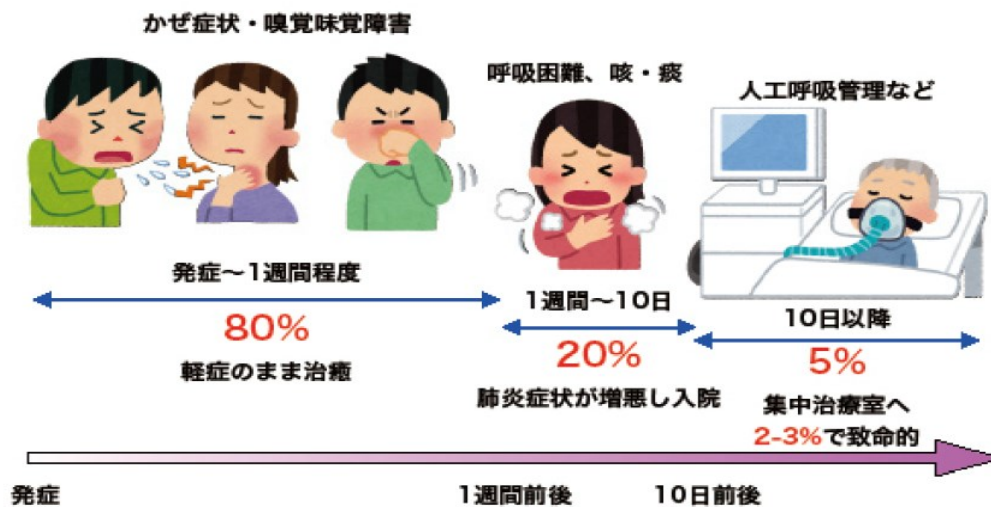 かぜ症状・嗅覚味覚障害
呼吸困難、咳・痰
人工呼吸管理など
発症〜1週間程度
80%
軽症のまま治癒
1週間〜10日
20%
肺炎症状が増悪し入院
10日以降
5%
集中治療室へ
2-3%で致命的
発症
1週間前後
10日前後